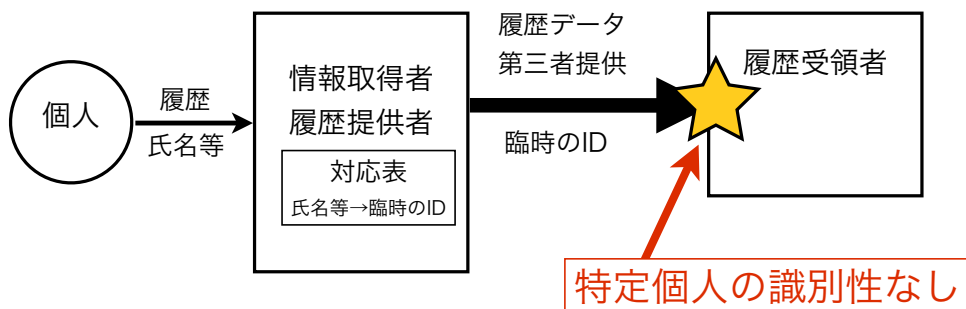 個人
履歴
氏名等
情報取得者
履歴提供者
対応表
氏名等→臨時のID
履歴データ
第三者提供
臨時のID
履歴受領者
特定個人の識別性なし